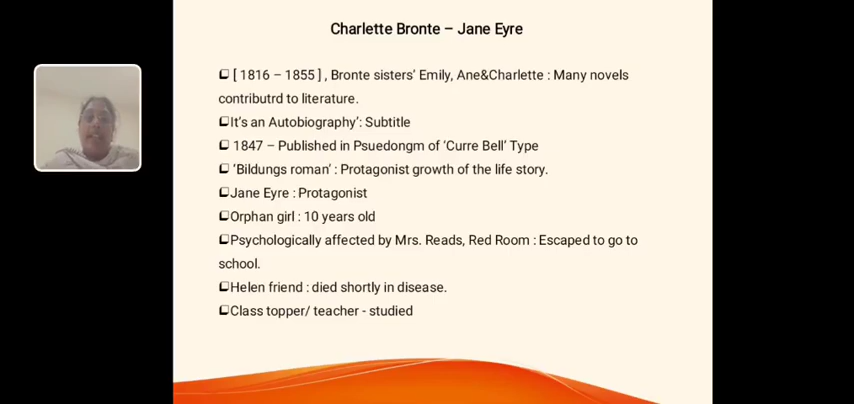 Charlette Bronte – Jane Eyre
❑ [ 1816 – 1855 ] , Bronte sisters' Emily, Ane&Charlette : Many novels
contributrd to literature.
❑It's an Autobiography': Subtitle
❑ 1847 – Published in Psuedongm of ‘Curre Bell’ Type
❑ ‘Bildungs roman’ : Protagonist growth of the life story.
❑Jane Eyre : Protagonist
❑Orphan girl : 10 years old
❑Psychologically affected by Mrs. Reads, Red Room : Escaped to go to
school.
❑Helen friend : died shortly in disease.
❑Class topper/ teacher - studied